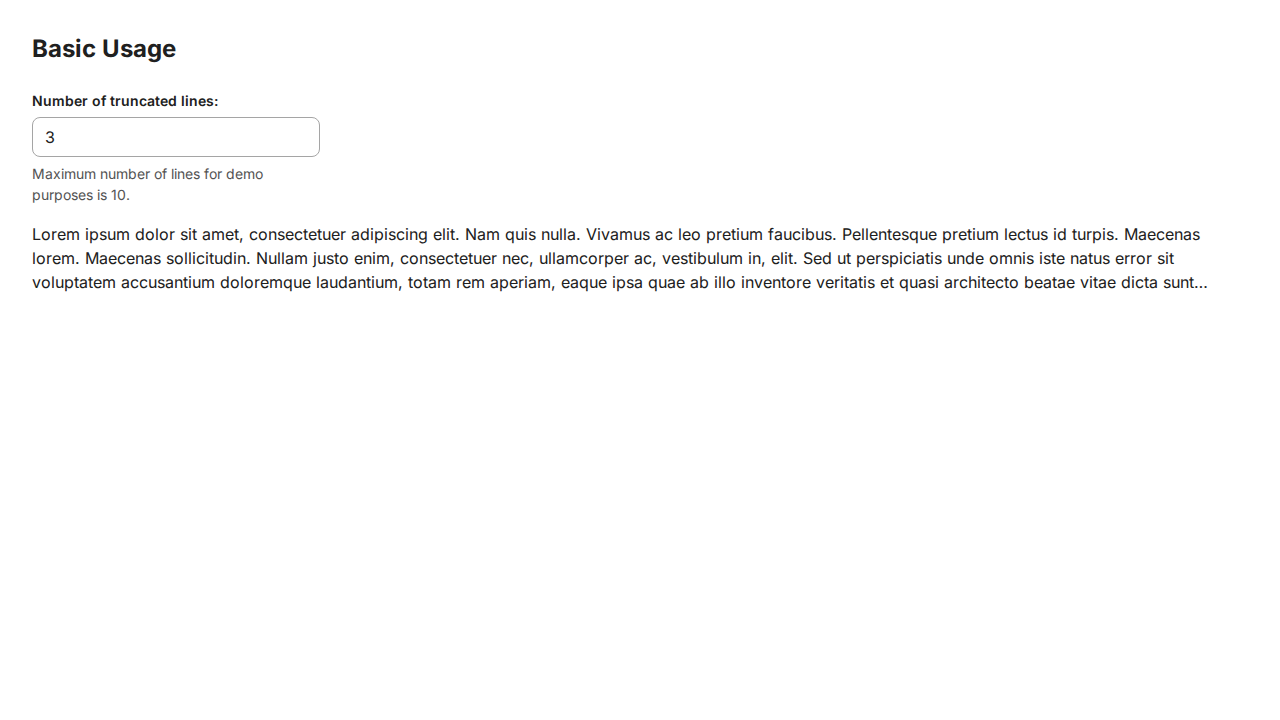 Basic Usage
Number of truncated lines:
3
Maximum number of lines for demo
purposes is 10.
Lorem ipsum dolor sit amet, consectetuer adipiscing elit. Nam quis nulla. Vivamus ac leo pretium faucibus. Pellentesque pretium lectus id turpis. Maecenas
lorem. Maecenas sollicitudin. Nullam justo enim, consectetuer nec, ullamcorper ac, vestibulum in, elit. Sed ut perspiciatis unde omnis iste natus error sit
voluptatem accusantium doloremque laudantium, totam rem aperiam, eaque ipsa quae ab illo inventore veritatis et quasi architecto beatae vitae dicta sunt…